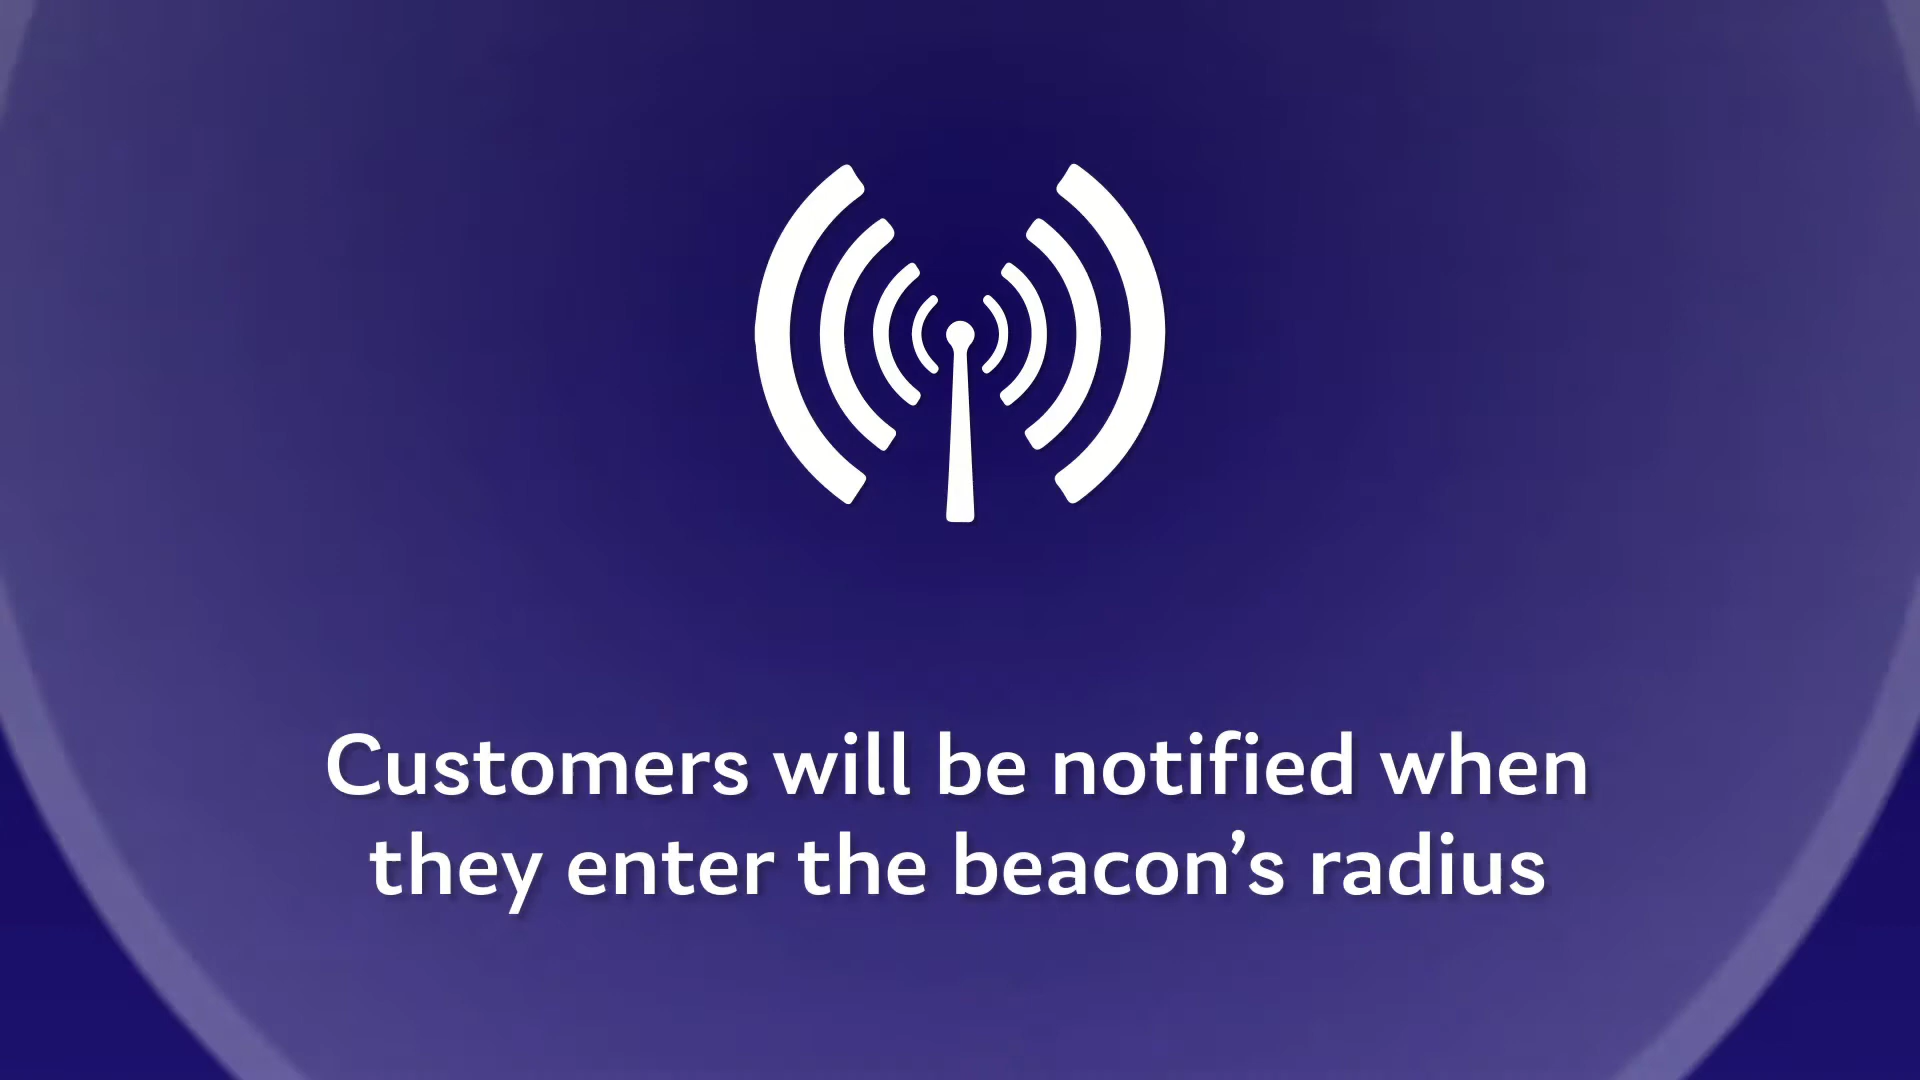 Customers will be notified when
they enter the beacon’s radius